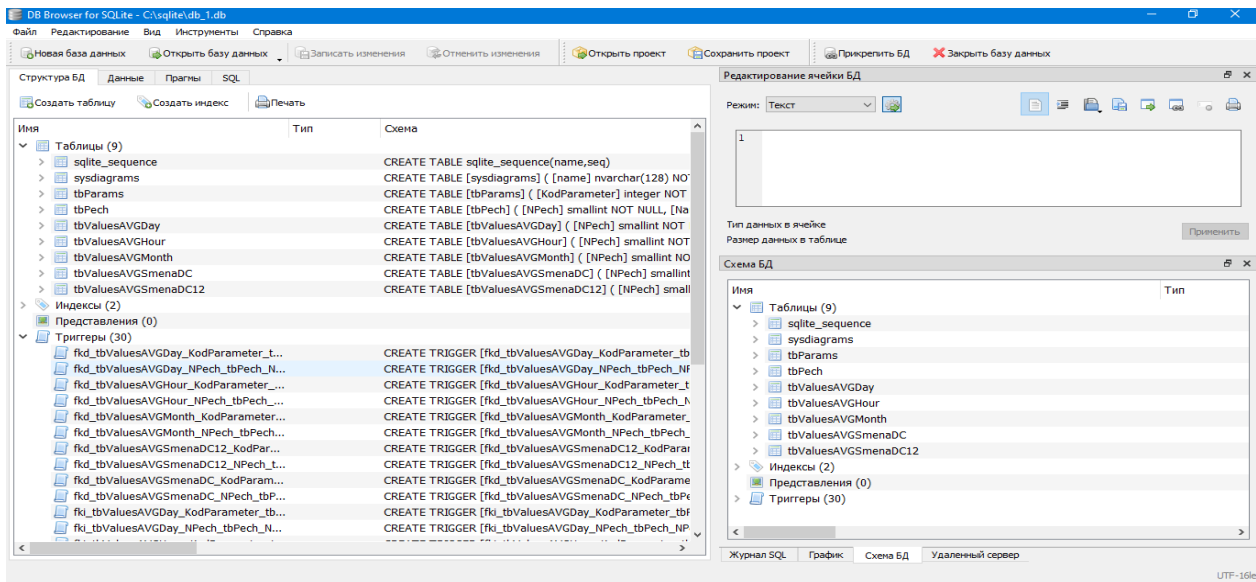 DB Browser for SQLite - C:\sqlite\db_1.db
Файл Редактирование Вид Инструменты Справка
Новая база данных Открыть базу данных Записать изменения Отменить изменения Открыть проект Сохранить проект Прикрепить БД Закрыть базу данных
Структура БД Данные Прагмы SQL
Создать таблицу Создать индекс Печать
Имя Тип Схема
Таблицы (9)
sqlite_sequence CREATE TABLE sqlite_sequence(name,seq)
sysdiagrams CREATE TABLE [sysdiagrams] ( [name] nvarchar(128) NO
tbParams CREATE TABLE [tbParams] ( [KodParameter] integer NOT
tbPech CREATE TABLE [tbPech] ( [NPech] smallint NOT NULL, [Na
tbValuesAVGDay CREATE TABLE [tbValuesAVGDay] ( [NPech] smallint NOT
tbValuesAVGHour CREATE TABLE [tbValuesAVGHour] ( [NPech] smallint NOT
tbValuesAVGMonth CREATE TABLE [tbValuesAVGMonth] ( [NPech] smallint NO
tbValuesAVGSmenaDC CREATE TABLE [tbValuesAVGSmenaDC] ( [NPech] smallint
tbValuesAVGSmenaDC12 CREATE TABLE [tbValuesAVGSmenaDC12] ( [NPech] small
Индексы (2)
Представления (0)
Триггеры (30)
fkd_tbValuesAVGDay_KodParameter_t... CREATE TRIGGER [fkd_tbValuesAVGDay_KodParameter_tb
fkd_tbValuesAVGDay_NPech_tbPech_N... CREATE TRIGGER [fkd_tbValuesAVGDay_NPech_tbPech_NP
fkd_tbValuesAVGHour_KodParameter_... CREATE TRIGGER [fkd_tbValuesAVGHour_KodParameter_t
fkd_tbValuesAVGHour_NPech_tbPech_... CREATE TRIGGER [fkd_tbValuesAVGHour_NPech_tbPech_N
fkd_tbValuesAVGMonth_KodParameter... CREATE TRIGGER [fkd_tbValuesAVGMonth_KodParameter_
fkd_tbValuesAVGMonth_NPech_tbPech... CREATE TRIGGER [fkd_tbValuesAVGMonth_NPech_tbPech_
fkd_tbValuesAVGSmenaDC12_KodPar... CREATE TRIGGER [fkd_tbValuesAVGSmenaDC12_KodParar
fkd_tbValuesAVGSmenaDC12_NPech_t... CREATE TRIGGER [fkd_tbValuesAVGSmenaDC12_NPech_tb
fkd_tbValuesAVGSmenaDC_KodParam... CREATE TRIGGER [fkd_tbValuesAVGSmenaDC_KodParame
fkd_tbValuesAVGSmenaDC_NPech_tbP... CREATE TRIGGER [fkd_tbValuesAVGSmenaDC_NPech_tbPe
fki_tbValuesAVGDay_KodParameter_tb... CREATE TRIGGER [fki_tbValuesAVGDay_KodParameter_tbP
fki_tbValuesAVGDay_NPech_tbPech_N... CREATE TRIGGER [fki_tbValuesAVGDay_NPech_tbPech_NP
Редактирование ячейки БД
Режим: Текст
1
Тип данных в ячейке
Размер данных в таблице
Применить
Схема БД
Имя Тип
Таблицы (9)
sqlite_sequence
sysdiagrams
tbParams
tbPech
tbValuesAVGDay
tbValuesAVGHour
tbValuesAVGMonth
tbValuesAVGSmenaDC
tbValuesAVGSmenaDC12
Индексы (2)
Представления (0)
Триггеры (30)
Журнал SQL График Схема БД Удаленный сервер
UTF-16le